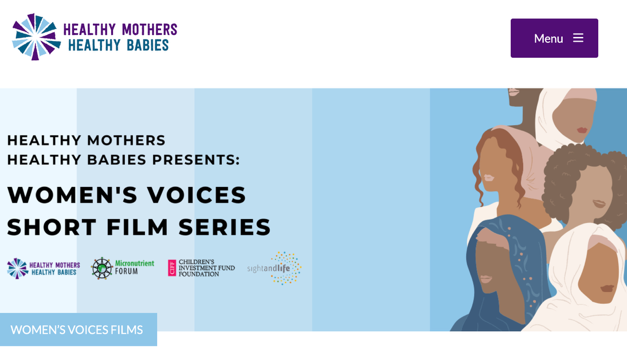 HEALTHY MOTHERS
HEALTHY BABIES
Menu
HEALTHY MOTHERS
HEALTHY BABIES PRESENTS:
WOMEN'S VOICES
SHORT FILM SERIES
HEALTHY MOTHERS
HEALTHY BABIES
Micronutrient
FORUM
CIFF
CHILDREN'S
INVESTMENT FUND
FOUNDATION
sightandlife
WOMEN'S VOICES FILMS